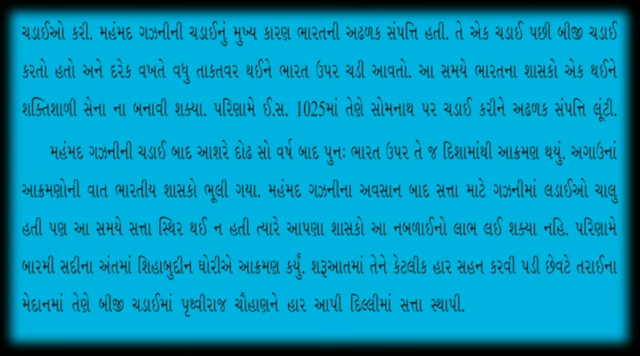 ચડાઈઓ કરી. મહંમદ ગઝનીની ચડાઈનું મુખ્ય કારણ ભારતની અઢળક સંપત્તિ હતી. તે એક ચડાઈ પછી બીજી ચડાઈ
કરતો હતો અને દરેક વખતે વધુ તાકતવર થઈને ભારત ઉપર ચડી આવતો. આ સમયે ભારતના શાસકો એક થઈને
શક્તિશાળી સેના ના બનાવી શક્યા. પરિણામે ઈ.સ. 1025માં તેણે સોમનાથ પર ચડાઈ કરીને અઢળક સંપત્તિ લૂંટી.
મહંમદ ગઝનીની ચડાઈ બાદ આશરે દોઢ સો વર્ષ બાદ પુનઃ ભારત ઉપર તે જ દિશામાંથી આક્રમણ થયું. અગાઉનાં
આક્રમણોની વાત ભારતીય શાસકો ભૂલી ગયા. મહંમદ ગઝનીના અવસાન બાદ સત્તા માટે ગઝનીમાં લડાઈઓ ચાલુ
હતી પણ આ સમયે સત્તા સ્થિર થઈ ન હતી ત્યારે આપણા શાસકો આ નબળાઈનો લાભ લઈ શક્યા નહિ. પરિણામે
બારમી સદીના અંતમાં શિહાબુદ્દીન ઘોરીએ આક્રમણ કર્યું. શરૂઆતમાં તેને કેટલીક હાર સહન કરવી પડી છેવટે તરાઈના
મેદાનમાં તેણે બીજી ચડાઈમાં પૃથ્વીરાજ ચૌહાણને હાર આપી દિલ્લીમાં સત્તા સ્થાપી.